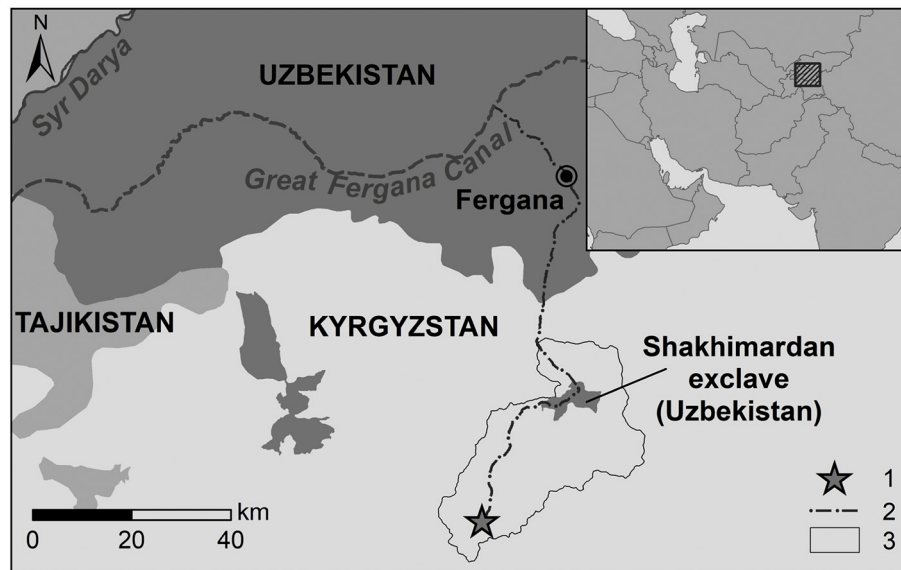 N
UZBEKISTAN
Syr Darya
Great Fergana Canal
Fergana
TAJIKISTAN
KYRGYZSTAN
Shakhimardan
exclave
(Uzbekistan)
km
0 20 40
1
2
3